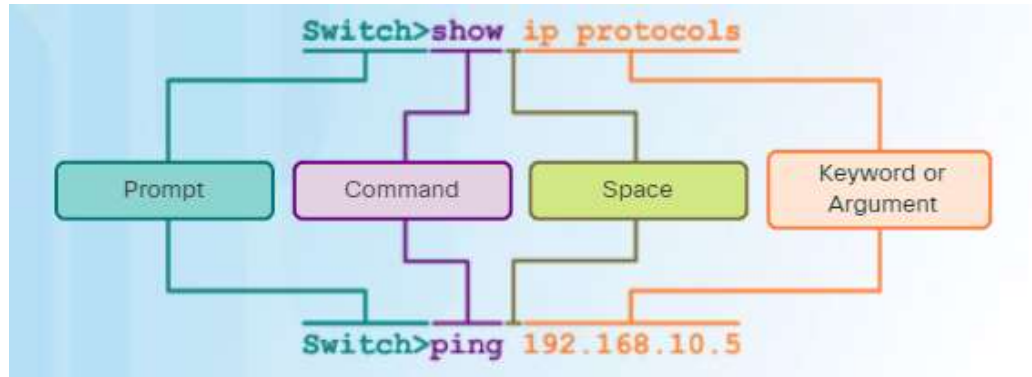 Switch>show ip protocols
Prompt
Command
Space
Keyword or
Argument
Switch>ping 192.168.10.5